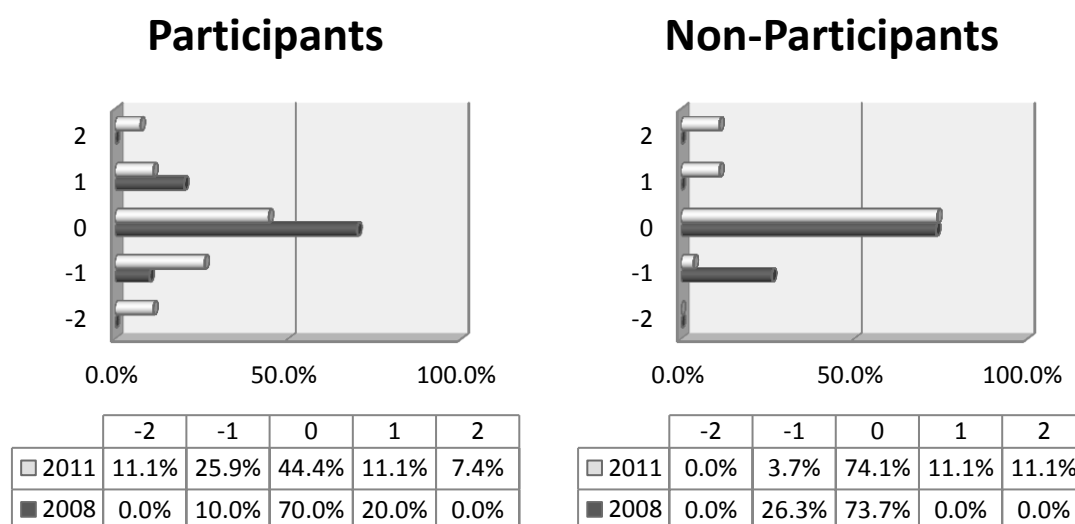 Participants
2
1
0
-1
-2
0.0% 50.0% 100.0%
-2 -1 0 1 2
2011 11.1% 25.9% 44.4% 11.1% 7.4%
2008 0.0% 10.0% 70.0% 20.0% 0.0%
Non-Participants
2
1
0
-1
-2
0.0% 50.0% 100.0%
-2 -1 0 1 2
2011 0.0% 3.7% 74.1% 11.1% 11.1%
2008 0.0% 26.3% 73.7% 0.0% 0.0%